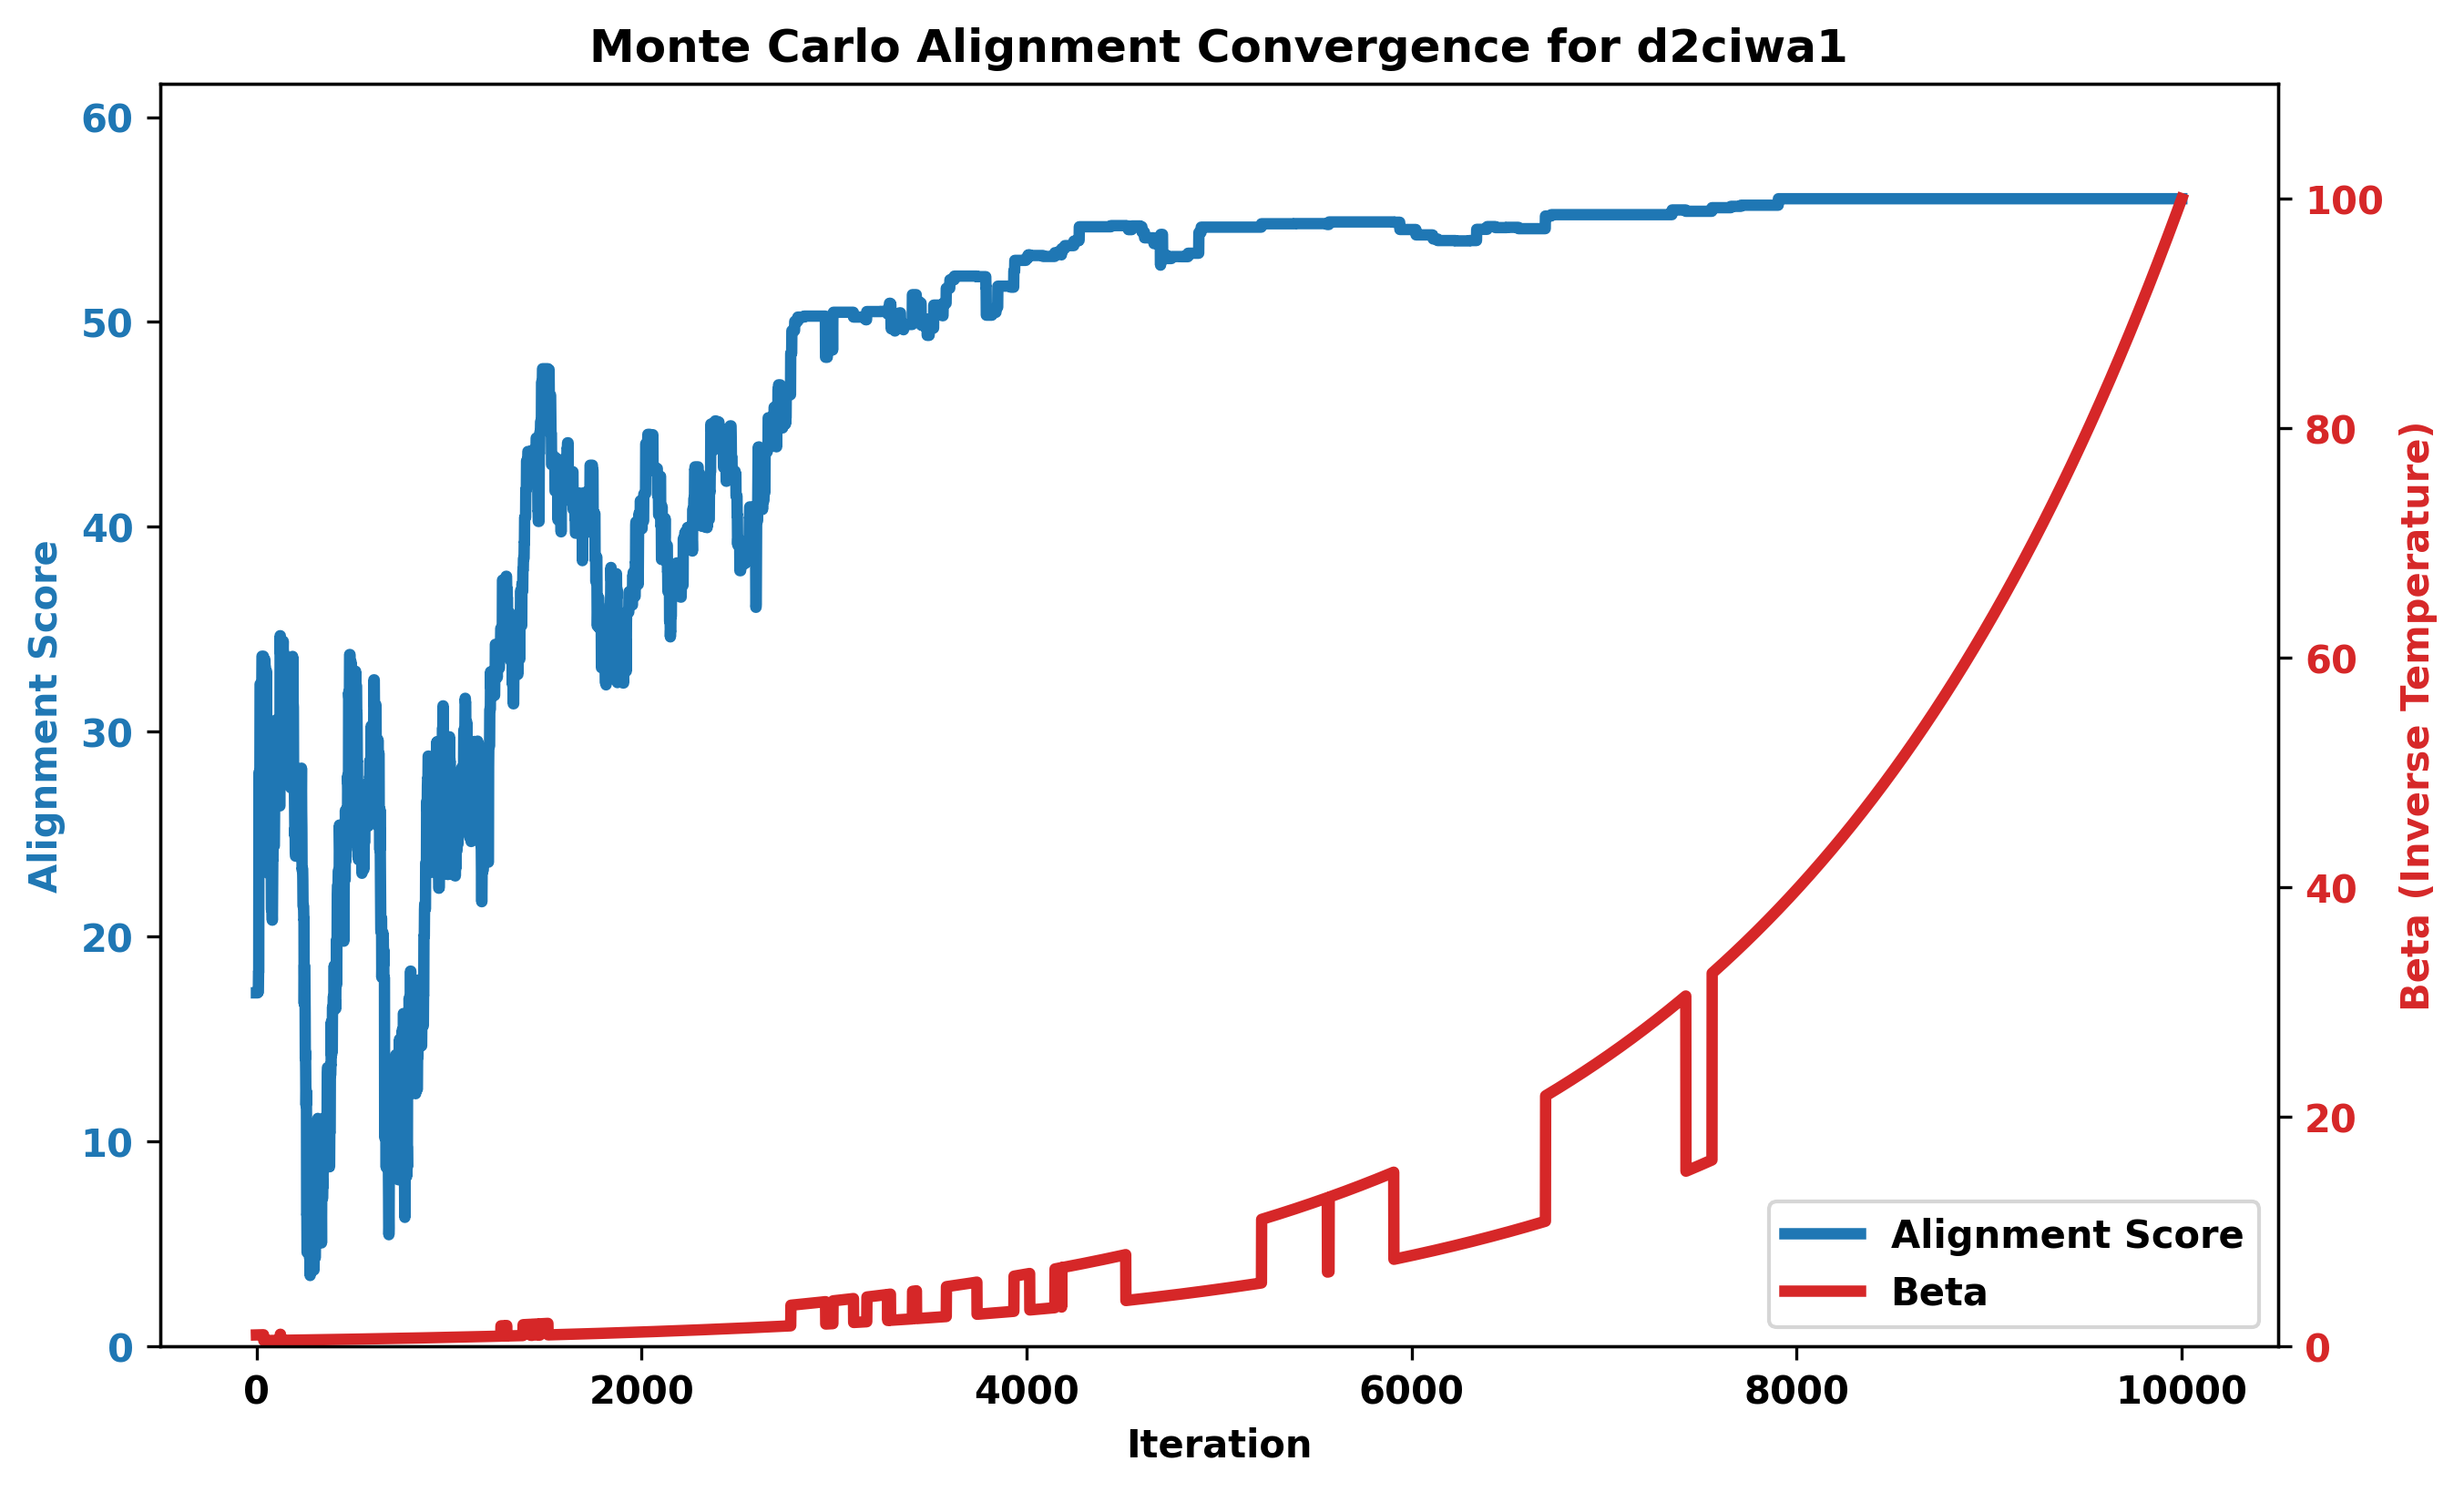 Monte Carlo Alignment Convergence for d2ciwa1
60
50
40
30
20
10
0
Alignment Score
100
80
60
40
20
0
Beta (Inverse Temperature)
Alignment Score
Beta
0 2000 4000 6000 8000 10000
Iteration